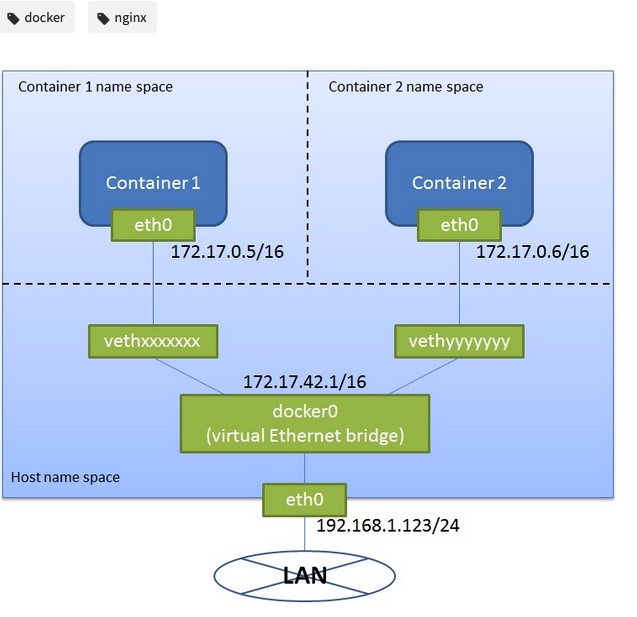 docker
nginx
Container 1 name space
Container 2 name space
Container 1
Container 2
eth0
eth0
172.17.0.5/16
172.17.0.6/16
vethxxxxxxx
vethyyyyyyy
172.17.42.1/16
docker0
(virtual Ethernet bridge)
Host name space
eth0
192.168.1.123/24
LAN